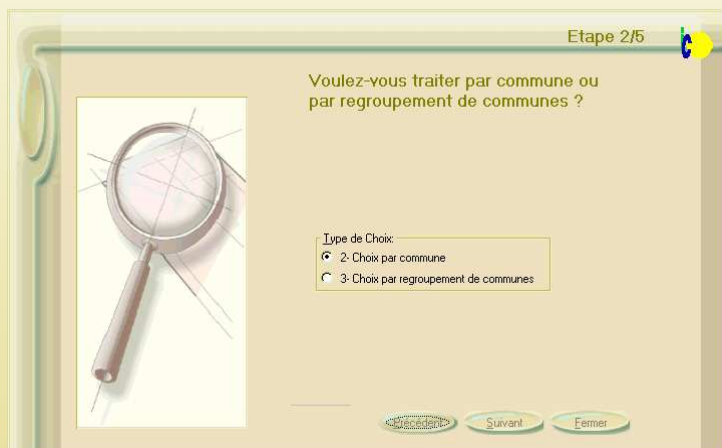 Etape 2/5
Voulez-vous traiter par commune ou
par regroupement de communes ?
Type de Choix:
2- Choix par commune
3- Choix par regroupement de communes
Précédent Suivant Fermer